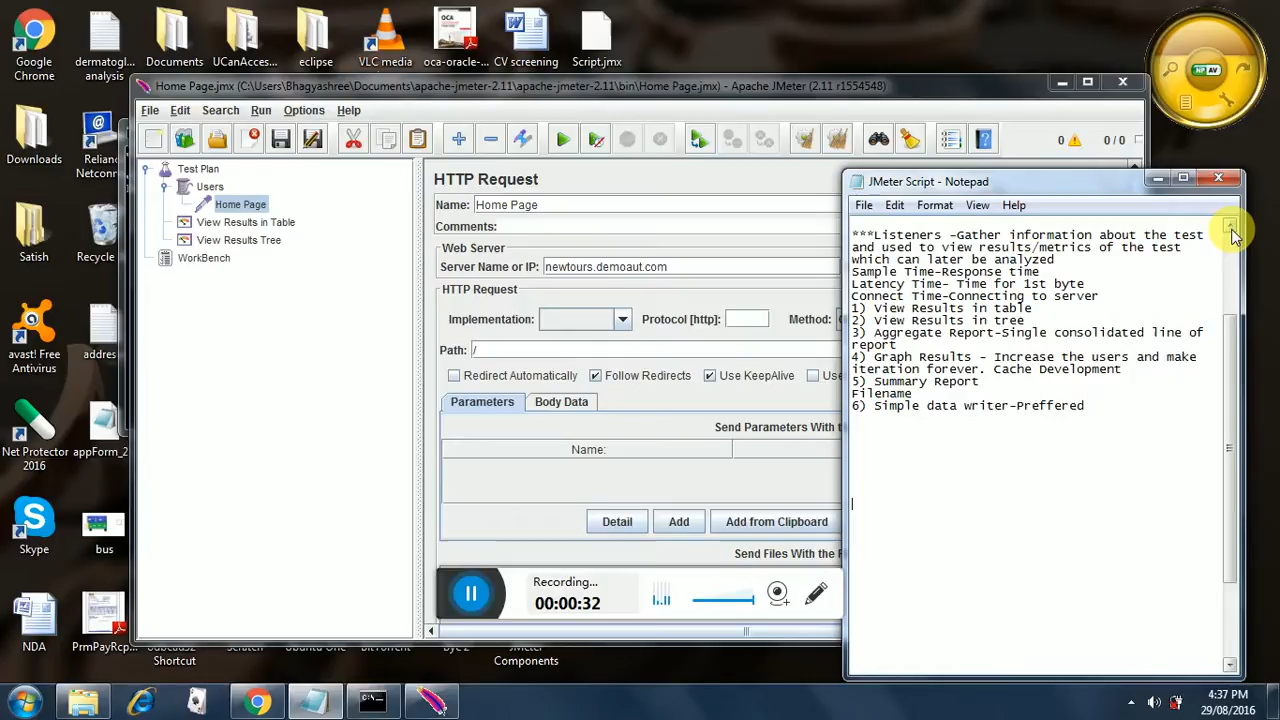 Google
Chrome
dermatogl
analysis
Documents
UCanAcces...
eclipse
VLC media
oca-oracle-...
CV screening
Script.jmx
Home Page.jmx (C:\Users\Bhagyashree\Documents\apache-jmeter-2.11\apache-jmeter-2.11\bin\Home Page.jmx) - Apache JMeter (2.11 r1554548)
File Edit Search Run Options Help
0 0 / 0
Test Plan
Users
Home Page
View Results in Table
View Results Tree
WorkBench
HTTP Request
Name: Home Page
Comments:
Web Server
Server Name or IP: newtours.demoaut.com
HTTP Request
Implementation: Protocol [http]: Method:
Path: /
Redirect Automatically Follow Redirects Use KeepAlive
Parameters Body Data
Send Parameters With
Name:
Detail Add Add from Clipboard
Send Files With the
Recording...
00:00:32
JMeter Script - Notepad
File Edit Format View Help
***Listeners -Gather information about the test
and used to view results/metrics of the test
which can later be analyzed
Sample Time-Response time
Latency Time- Time for 1st byte
Connect Time-Connecting to server
1) View Results in table
2) View Results in tree
3) Aggregate Report-Single consolidated line of
report
4) Graph Results - Increase the users and make
iteration forever. Cache Development
5) Summary Report
Filename
6) Simple data writer-Preffered
NP AV
Downloads
Relianc
Netconn
Satish
Recycle
avast! Free
Antivirus
addres
Net Protector
2016
appForm_2
Skype
bus
NDA
PrmPayRcp...
Shortcut
Components
4:37 PM
29/08/2016